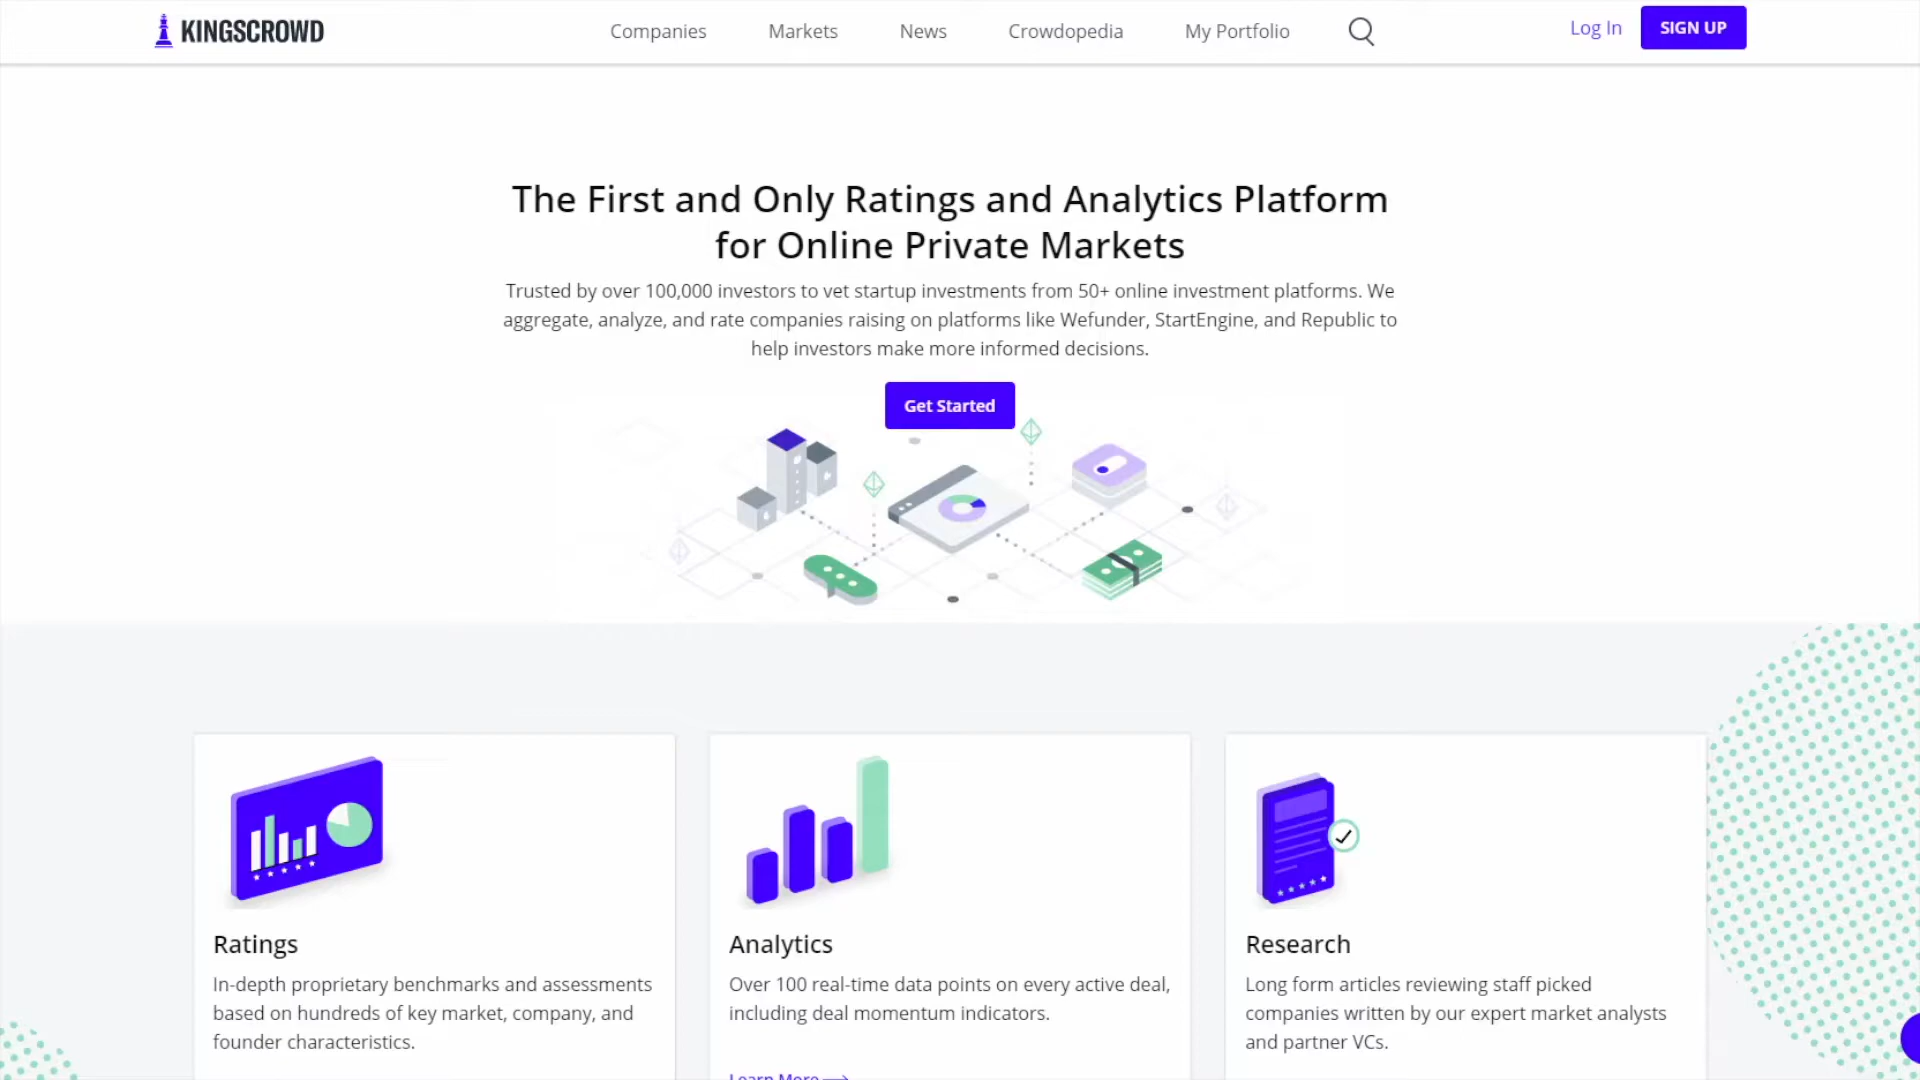 KINGSCROWD
Companies
Markets
News
Crowdopedia
My Portfolio
Log In
SIGN UP
The First and Only Ratings and Analytics Platform
for Online Private Markets
Trusted by over 100,000 investors to vet startup investments from 50+ online investment platforms. We
aggregate, analyze, and rate companies raising on platforms like Wefunder, StartEngine, and Republic to
help investors make more informed decisions.
Get Started
Ratings
In-depth proprietary benchmarks and assessments
based on hundreds of key market, company, and
founder characteristics.
Analytics
Over 100 real-time data points on every active deal,
including deal momentum indicators.
Learn More
Research
Long form articles reviewing staff picked
companies written by our expert market analysts
and partner VCs.